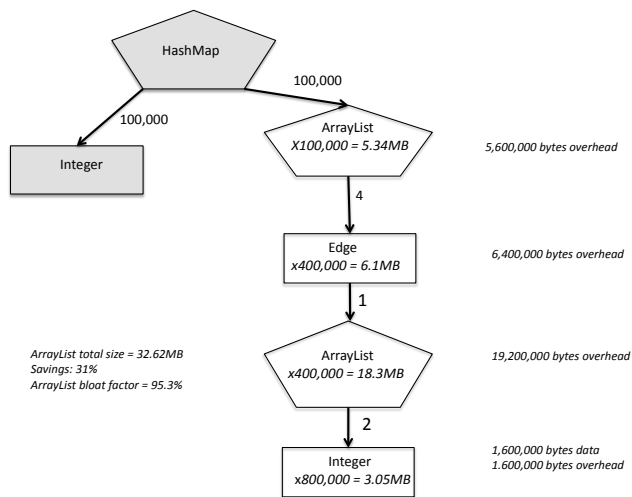 HashMap
100,000
100,000
Integer
ArrayList
X100,000 = 5.34MB
5,600,000 bytes overhead
4
Edge
x400,000 = 6.1MB
6,400,000 bytes overhead
1
ArrayList
x400,000 = 18.3MB
19,200,000 bytes overhead
ArrayList total size = 32.62MB
Savings: 31%
ArrayList bloat factor = 95.3%
2
Integer
x800,000 = 3.05MB
1,600,000 bytes data
1.600,000 bytes overhead